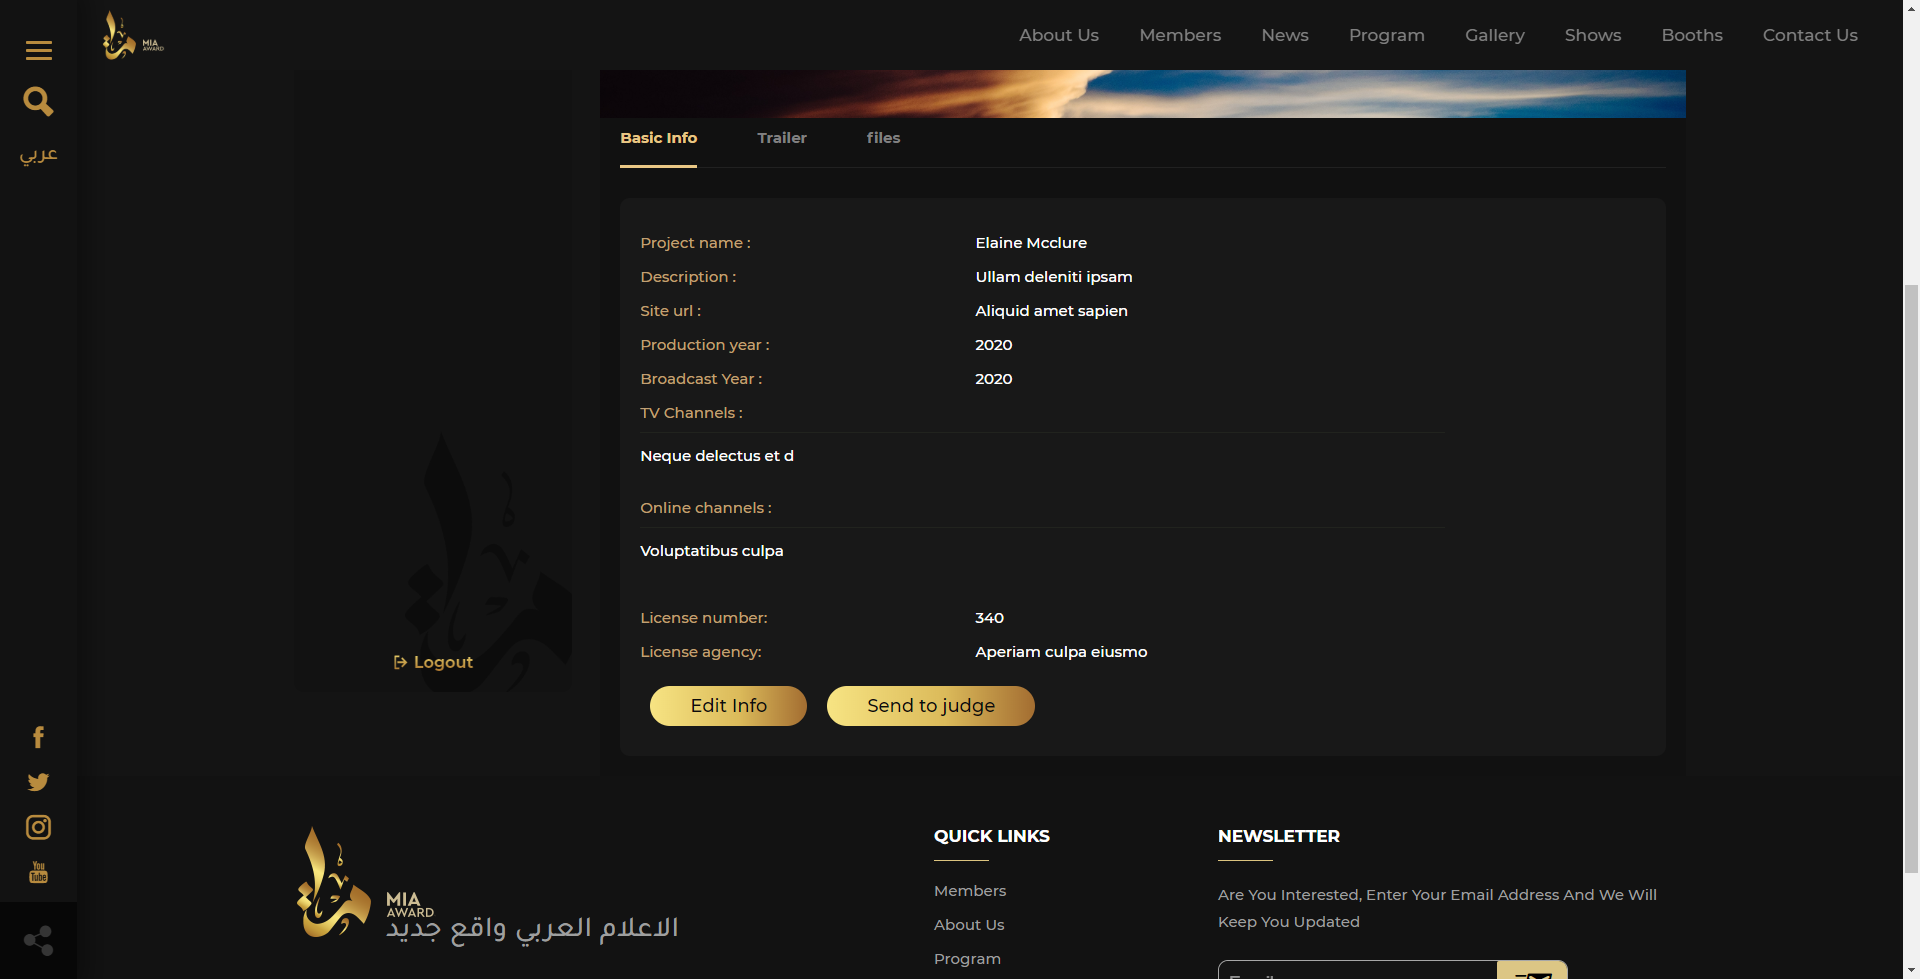 MIA
AWARD
About Us
Members
News
Program
Gallery
Shows
Booths
Contact Us
عربي
Basic Info
Trailer
files
Project name :
Elaine Mcclure
Description :
Ullam deleniti ipsam
Site url :
Aliquid amet sapien
Production year :
2020
Broadcast Year :
2020
TV Channels :
Neque delectus et d
Online channels :
Voluptatibus culpa
License number:
340
License agency:
Aperiam culpa eiusmo
Logout
Edit Info
Send to judge
You
Tube
MIA
AWARD
الاعلام العربي واقع جديد
QUICK LINKS
Members
About Us
Program
NEWSLETTER
Are You Interested, Enter Your Email Address And We Will
Keep You Updated